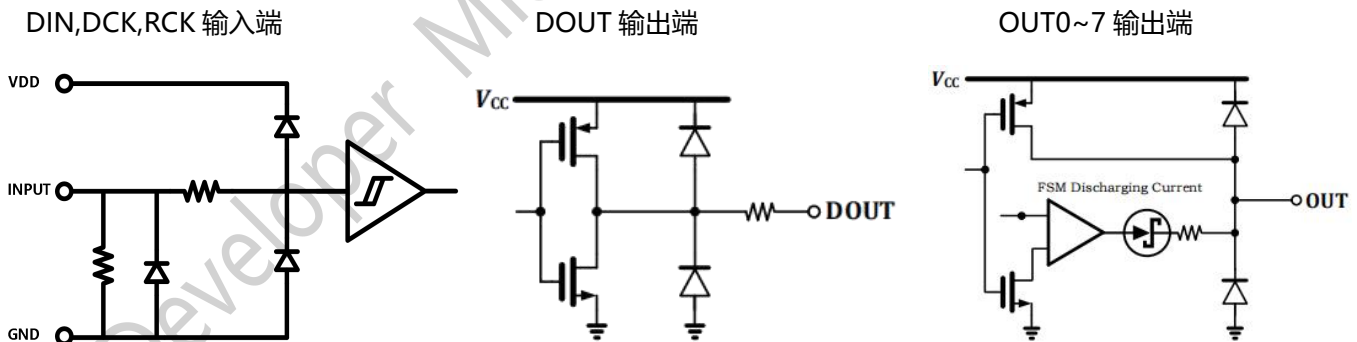 DIN,DCK,RCK 输入端
DOUT 输出端
OUT0~7 输出端
VDD
INPUT
GND
VCC
DOUT
VCC
FSM Discharging Current
OUT
Developer